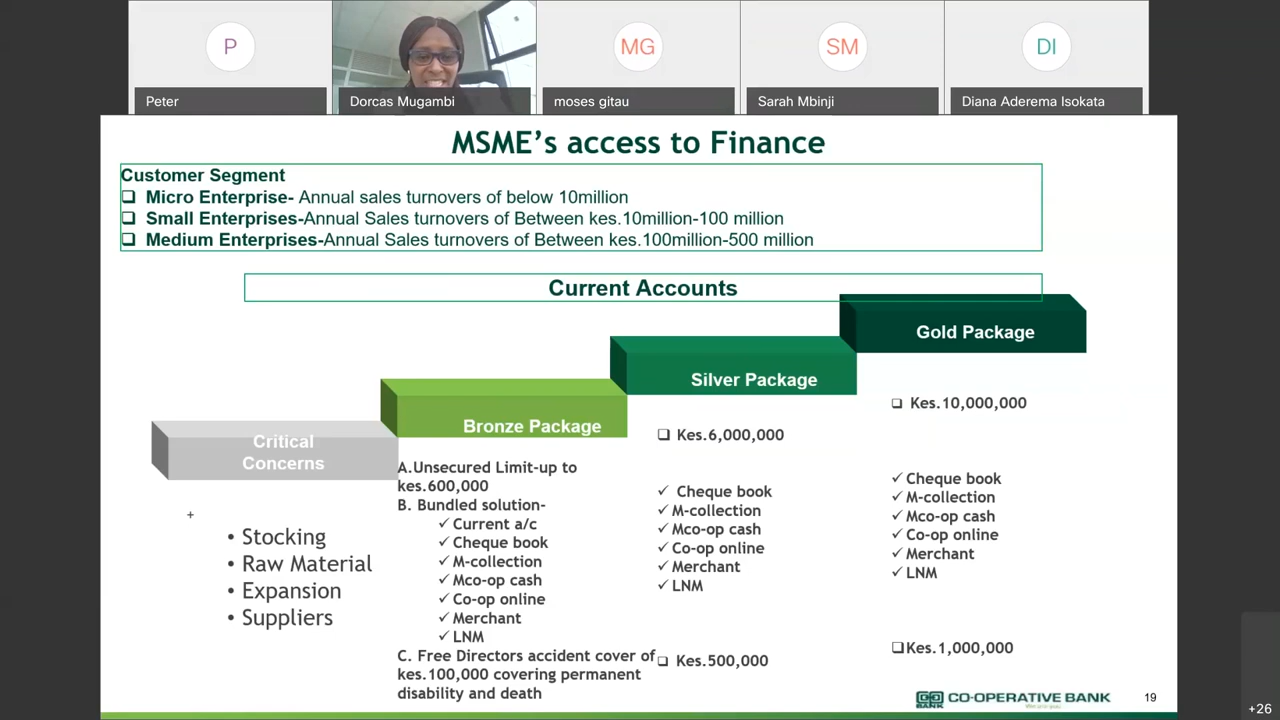 P
MG
SM
DI
Peter
Dorcas Mugambi
moses gitau
Sarah Mbinji
Diana Aderema Isokata
MSME's access to Finance
Customer Segment
❑ Micro Enterprise- Annual sales turnovers of below 10million
❑ Small Enterprises-Annual Sales turnovers of Between kes.10million-100 million
❑ Medium Enterprises-Annual Sales turnovers of Between kes.100million-500 million
Current Accounts
Critical
Concerns
• Stocking
• Raw Material
• Expansion
• Suppliers
Bronze Package
A.Unsecured Limit-up to
kes.600,000
B. Bundled solution-
✓ Current a/c
✓ Cheque book
✓ M-collection
✓ Mco-op cash
✓ Co-op online
✓ Merchant
✓ LNM
C. Free Directors accident cover of
kes.100,000 covering permanent
disability and death
Silver Package
❑ Kes.6,000,000
✓ Cheque book
✓ M-collection
✓ Mco-op cash
✓ Co-op online
✓ Merchant
✓ LNM
❑ Kes.500,000
Gold Package
❑ Kes.10,000,000
✓ Cheque book
✓ M-collection
✓ Mco-op cash
✓ Co-op online
✓ Merchant
✓ LNM
❑Kes.1,000,000
CO-OPERATIVE BANK
19
+26